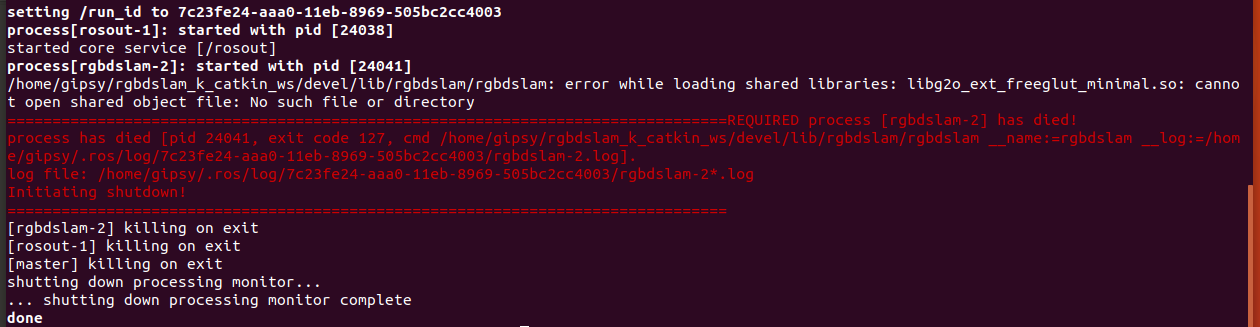 setting /run_id to 7c23fe24-aaa0-11eb-8969-505bc2cc4003
process[rosout-1]: started with pid [24038]
started core service [/rosout]
process[rgbdslam-2]: started with pid [24041]
/home/gipsy/rgbdslam_k_catkin_ws/devel/lib/rgbdslam/rgbdslam: error while loading shared libraries: libg2o_ext_freeglut_minimal.so: canno
t open shared object file: No such file or directory
================================================================================REQUIRED process [rgbdslam-2] has died!
process has died [pid 24041, exit code 127, cmd /home/gipsy/rgbdslam_k_catkin_ws/devel/lib/rgbdslam/rgbdslam __name:=rgbdslam __log:=/hom
e/gipsy/.ros/log/7c23fe24-aaa0-11eb-8969-505bc2cc4003/rgbdslam-2.log].
log file: /home/gipsy/.ros/log/7c23fe24-aaa0-11eb-8969-505bc2cc4003/rgbdslam-2*.log
Initiating shutdown!
================================================================================
[rgbdslam-2] killing on exit
[rosout-1] killing on exit
[master] killing on exit
shutting down processing monitor...
... shutting down processing monitor complete
done